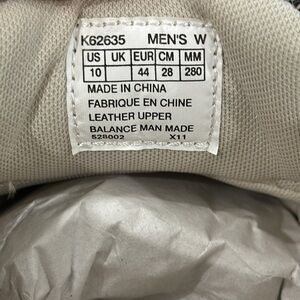 K62635 MEN'S W
US UK EUR CM MM
10 44 28 280
MADE IN CHINA
FABRIQUE EN CHINE
LEATHER UPPER
BALANCE MAN MADE
528002 X11